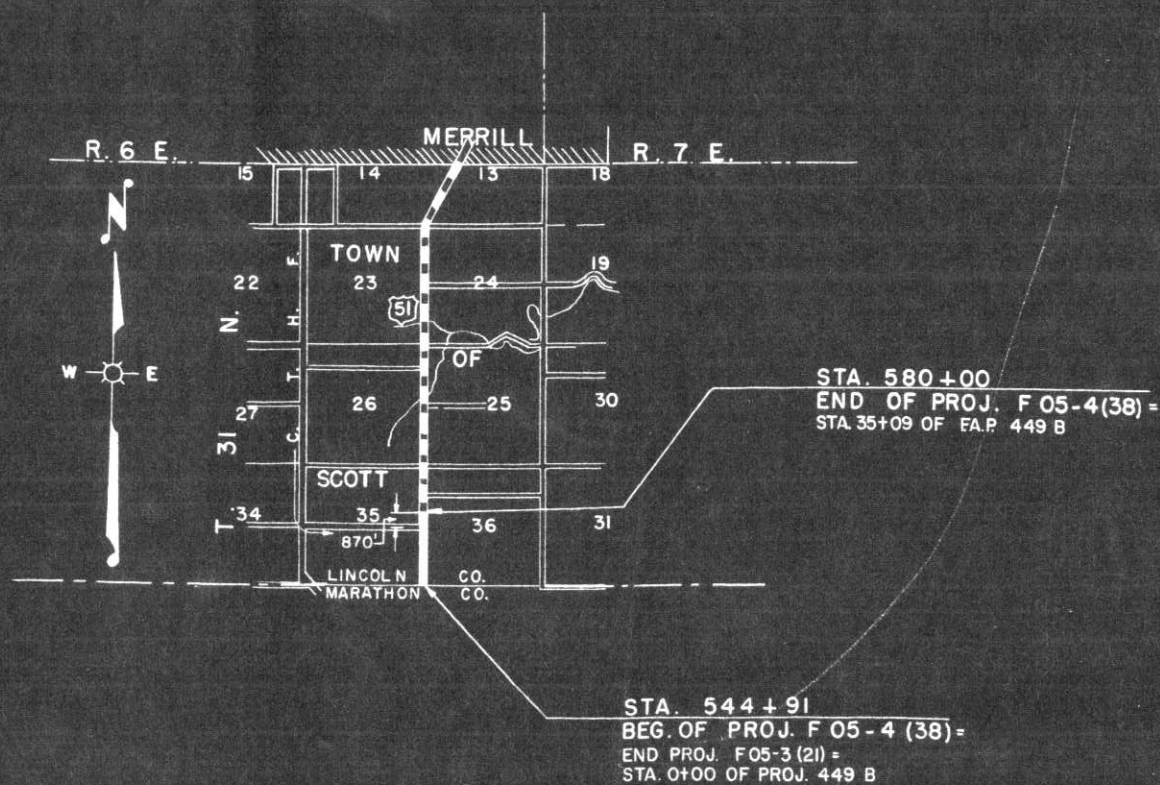 MERRILL
R. 6 E.
R. 7 E.
15 14 13 18
N
TOWN
22 23 24 19
51
N.
C. T. H. F.
OF
W E
27 26 25 30
31
SCOTT
T.
34 35 36 31
870'
LINCOLN CO.
MARATHON CO.
STA. 580+00
END OF PROJ. F 05-4(38) =
STA. 35+09 OF F.A.P. 449 B
STA. 544+91
BEG. OF PROJ. F 05-4 (38) =
END PROJ. F 05-3 (21) =
STA. 0+00 OF PROJ. 449 B